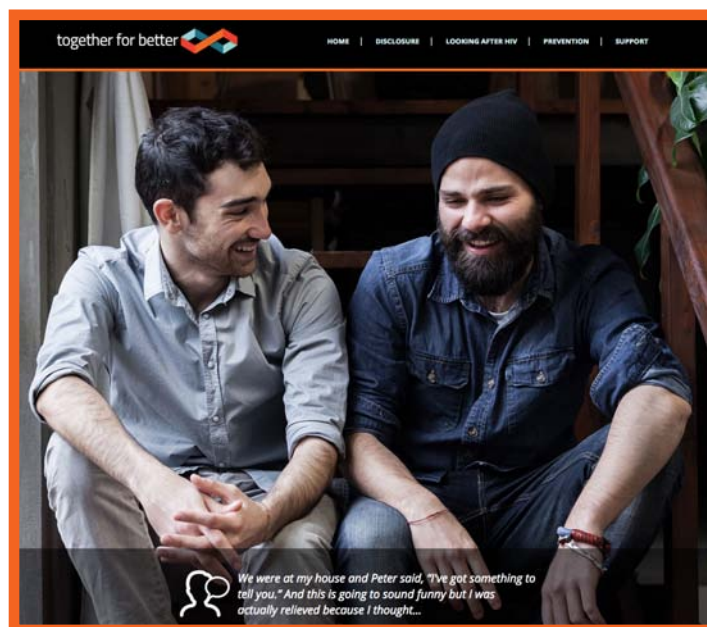 together for better
HOME | DISCLOSURE | LOOKING AFTER HIV | PREVENTION | SUPPORT
We were at my house and Peter said, "I've got something to
tell you." And this is going to sound funny but I was
actually relieved because I thought...